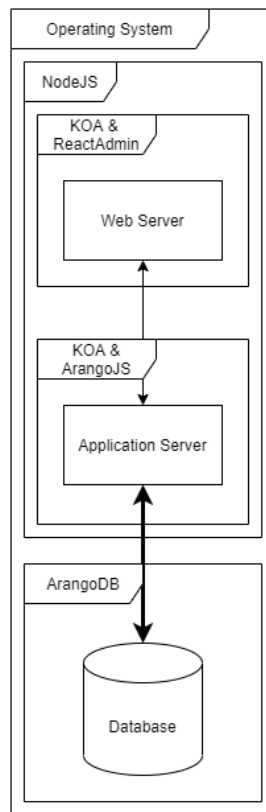 Operating System
NodeJS
KOA &
ReactAdmin
Web Server
KOA &
ArangoJS
Application Server
ArangoDB
Database